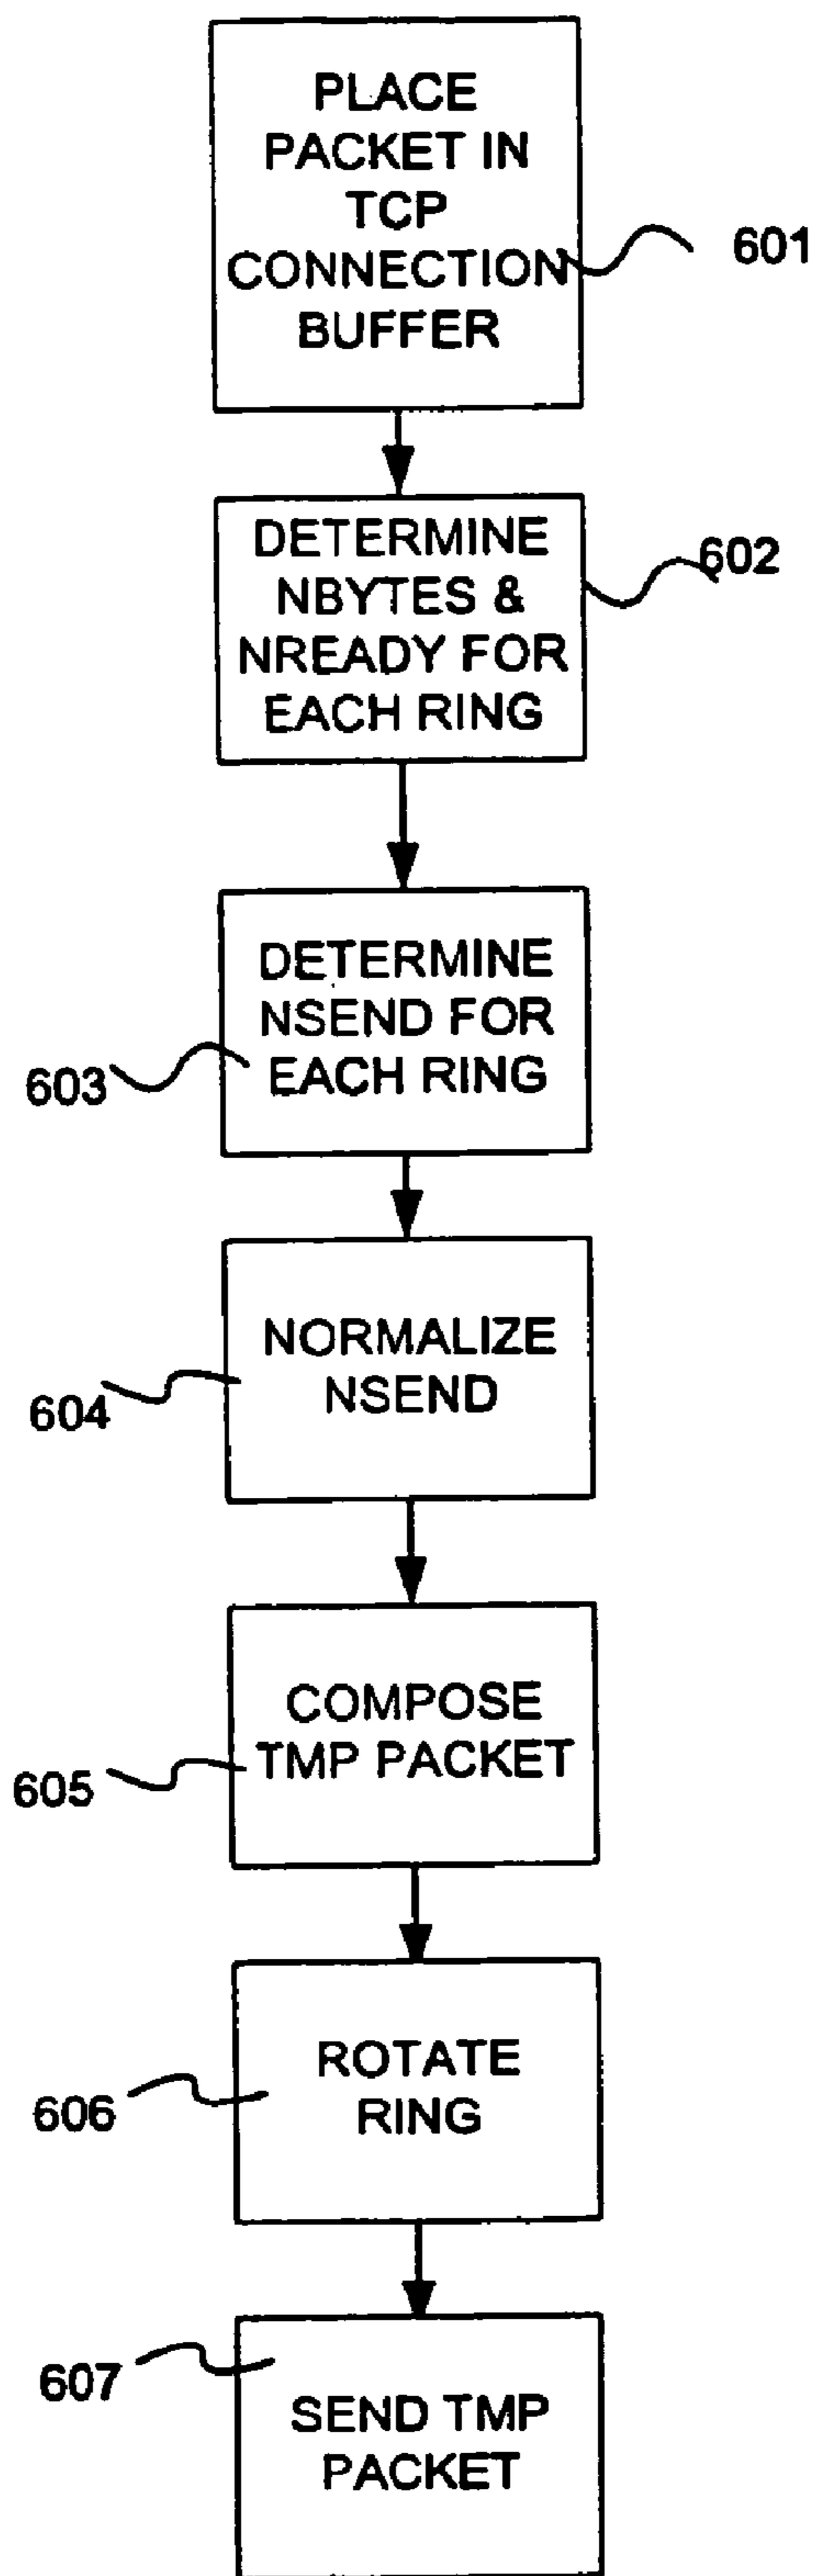 PLACE
PACKET IN
TCP
CONNECTION
BUFFER
601
DETERMINE
NBYTES &
NREADY FOR
EACH RING
602
DETERMINE
NSEND FOR
EACH RING
603
NORMALIZE
NSEND
604
COMPOSE
TMP PACKET
605
ROTATE
RING
606
607
SEND TMP
PACKET